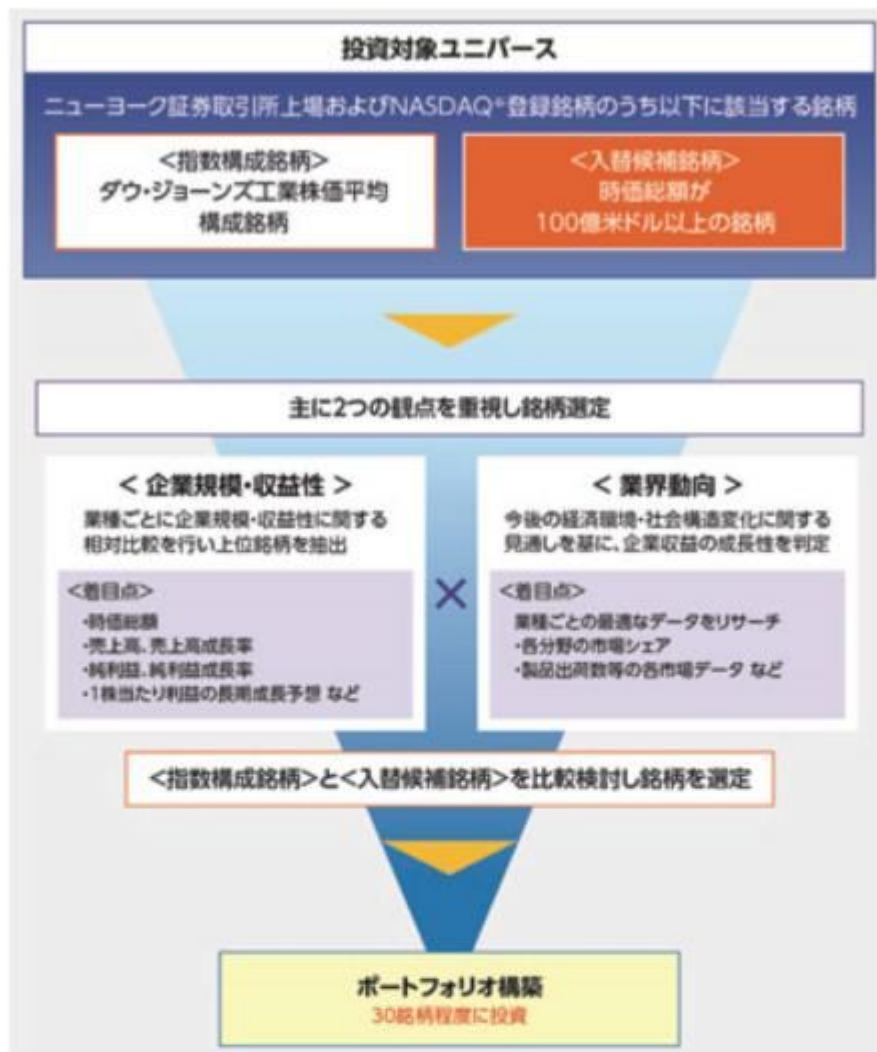 投資対象ユニバース
ニューヨーク証券取引所上場およびNASDAQ®登録銘柄のうち以下に該当する銘柄
<指数構成銘柄>
ダウ・ジョーンズ工業株価平均
構成銘柄
<入替候補銘柄>
時価総額が
100億米ドル以上の銘柄
主に2つの観点を重視し銘柄選定
< 企業規模・収益性 >
業種ごとに企業規模・収益性に関する
相対比較を行い上位銘柄を抽出
<着目点>
・時価総額
・売上高、売上高成長率
・純利益、純利益成長率
・1株当たり利益の長期成長予想 など
×
< 業界動向 >
今後の経済環境・社会構造変化に関する
見通しを基に、企業収益の成長性を判定
<着目点>
業種ごとの最適なデータをリサーチ
・各分野の市場シェア
・製品出荷数等の各市場データ など
<指数構成銘柄>と<入替候補銘柄>を比較検討し銘柄を選定
ポートフォリオ構築
30銘柄程度に投資